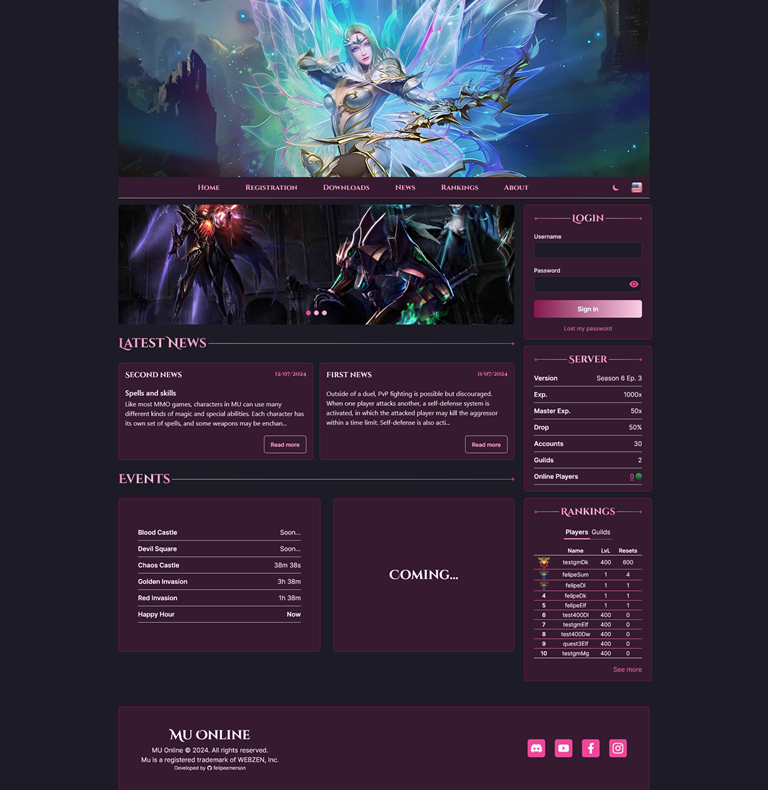 Home Registration Downloads News Rankings About
Latest News
Second news 12/07/2024
Spells and skills
Like most MMO games, characters in MU can use many
different kinds of magic and special abilities. Each character has
its own set of spells, and some weapons may be enchan...
Read more
First news 11/07/2024
Outside of a duel, PvP fighting is possible but discouraged.
When one player attacks another, a self-defense system is
activated, in which the attacked player may kill the aggressor
within a time limit. Self-defense is also acti...
Read more
Events
Blood Castle Soon...
Devil Square Soon...
Chaos Castle 38m 38s
Golden Invasion 3h 38m
Red Invasion 1h 38m
Happy Hour Now
Coming...
Login
Username
Password
Sign in
Lost my password
Server
Version Season 6 Ep. 3
Exp. 1000x
Master Exp. 50x
Drop 50%
Accounts 30
Guilds 2
Online Players 0
Rankings
Players Guilds
Name LvL Resets
testgmDk 400 600
felipeSum 1 4
felipeDl 1 1
4 felipeDk 1 1
5 felipeElf 1 1
6 test400Dl 400 0
7 testgmElf 400 0
8 test400Dw 400 0
9 quest3Elf 400 0
10 testgmMg 400 0
See more
Mu Online
MU Online © 2024. All rights reserved.
Mu is a registered trademark of WEBZEN, Inc.
Developed by felipeemerson